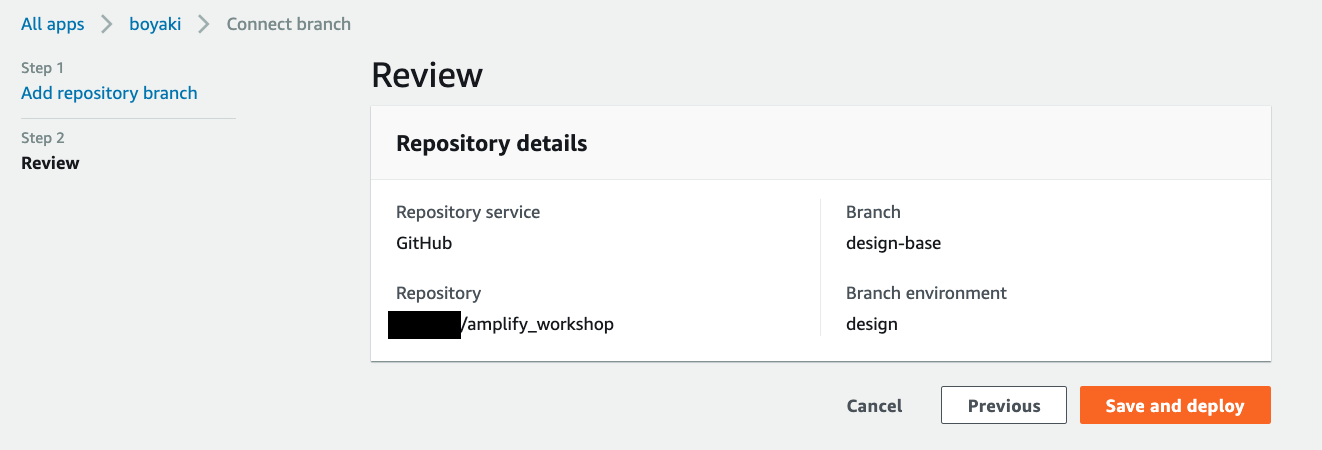 All apps > boyaki > Connect branch
Step 1
Add repository branch
Step 2
Review
Review
Repository details
Repository service
GitHub
Repository
/amplify_workshop
Branch
design-base
Branch environment
design
Cancel
Previous
Save and deploy